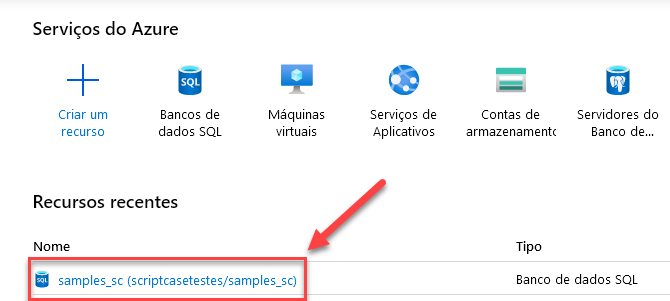 Serviços do Azure
SQL
Criar um
recurso
Bancos de
dados SQL
Máquinas
virtuais
Serviços de
Aplicativos
Contas de
armazenamento
Servidores do
Banco de...
Recursos recentes
Nome
Tipo
SQL
samples_sc (scriptcasetestes/samples_sc)
Banco de dados SQL